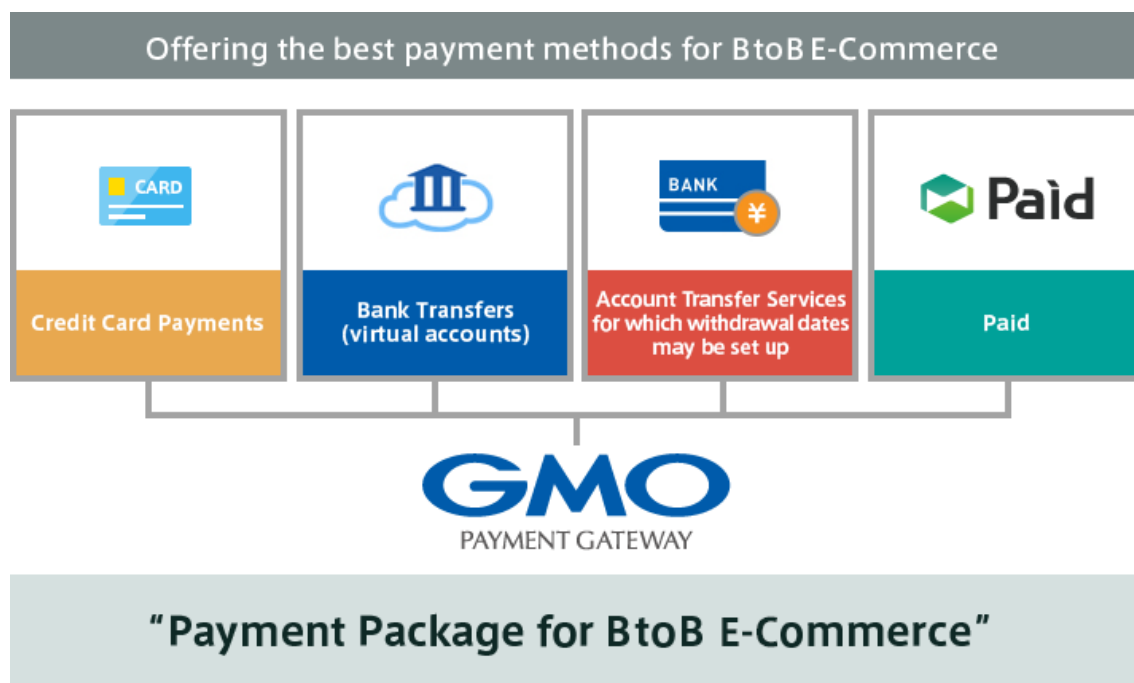 Offering the best payment methods for BtoB E-Commerce
CARD
BANK
¥
Paid
Credit Card Payments
Bank Transfers
(virtual accounts)
Account Transfer Services
for which withdrawal dates
may be set up
Paid
GMO
PAYMENT GATEWAY
“Payment Package for BtoB E-Commerce”